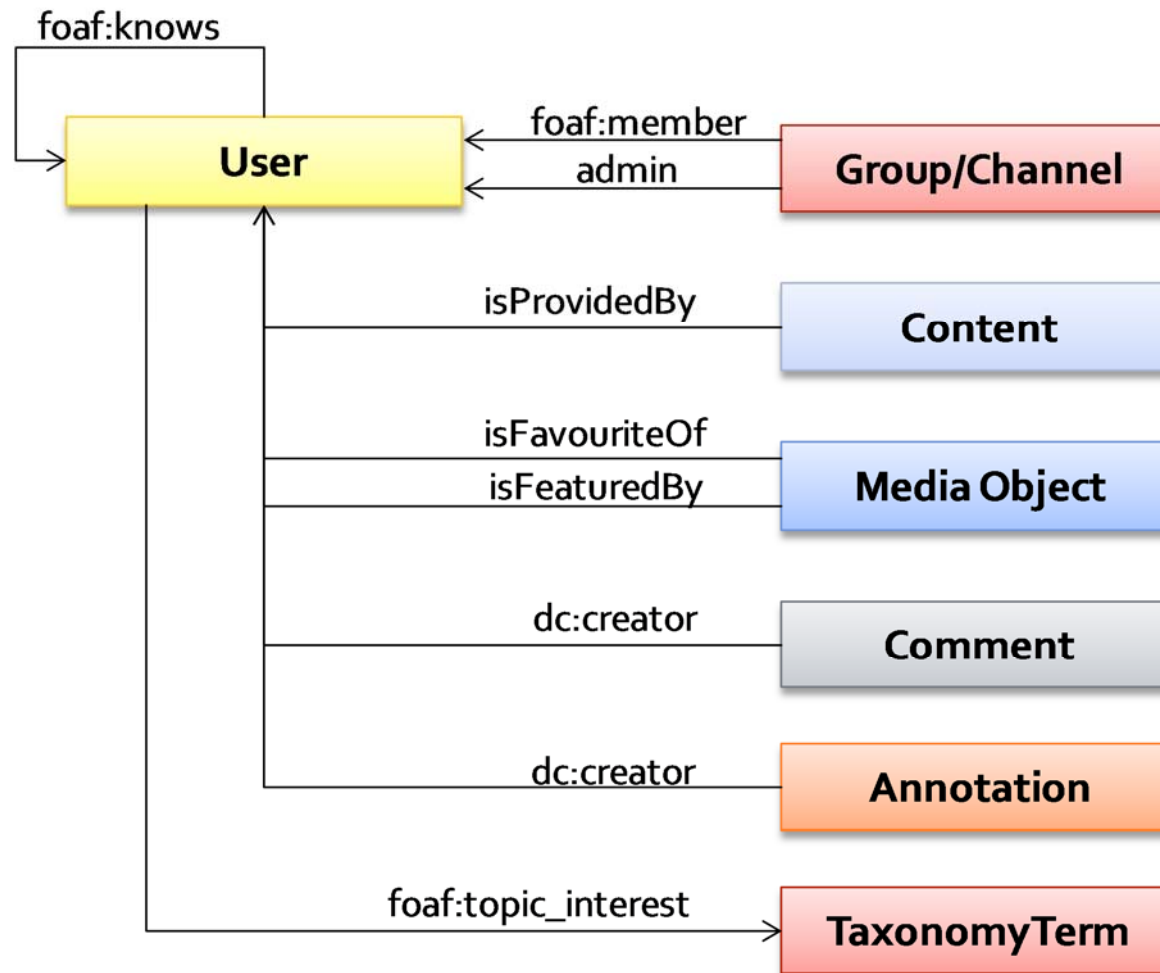 foaf:knows
User
foaf:member
admin
Group/Channel
isProvidedBy
Content
isFavouriteOf
isFeaturedBy
Media Object
dc:creator
Comment
dc:creator
Annotation
foaf:topic_interest
TaxonomyTerm